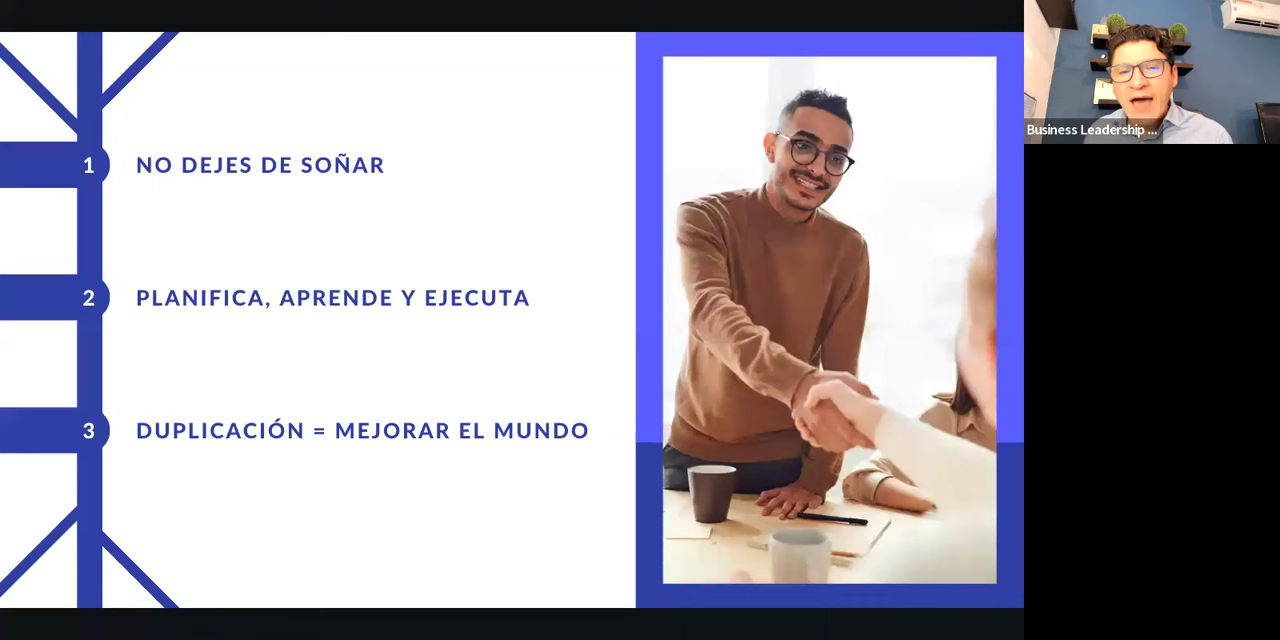 1 NO DEJES DE SOÑAR
2 PLANIFICA, APRENDE Y EJECUTA
3 DUPLICACIÓN = MEJORAR EL MUNDO
Business Leadership ...